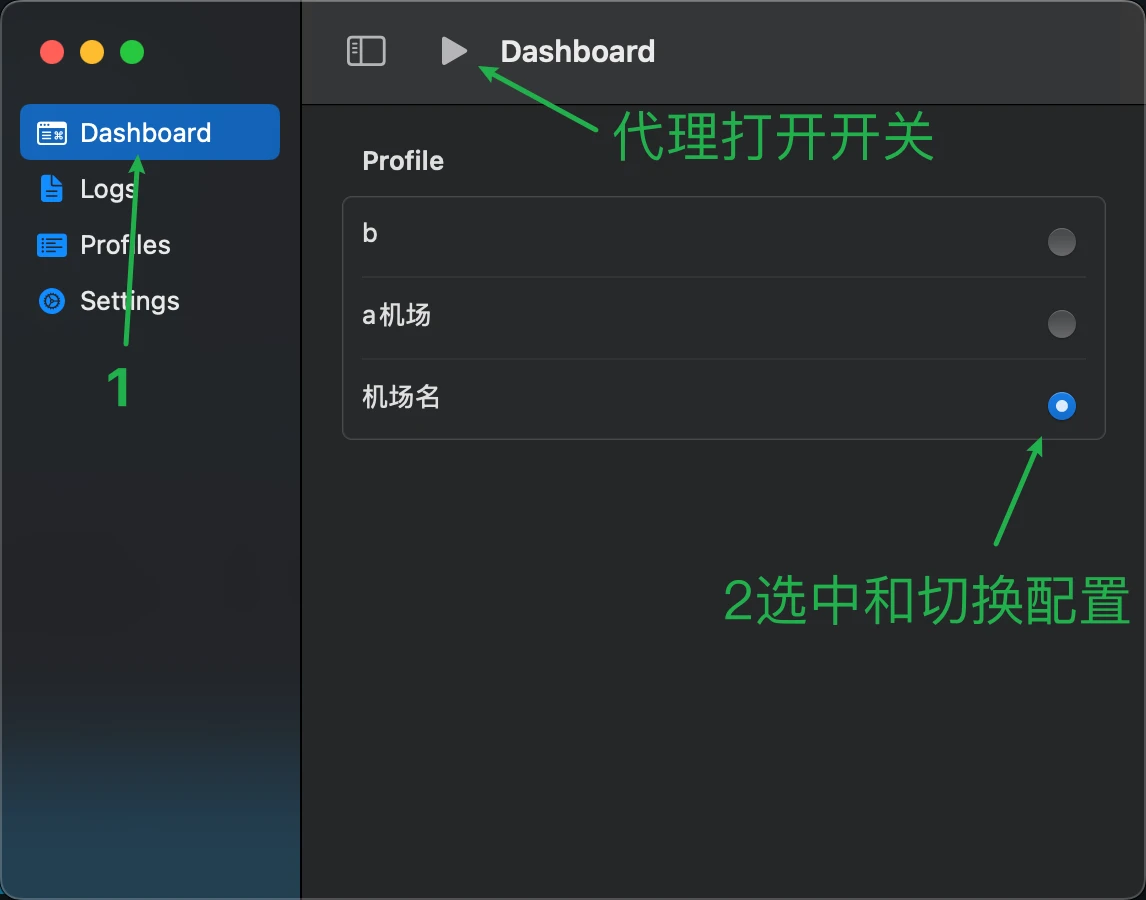 Dashboard
代理打开开关
Dashboard
Logs
Profiles
Settings
1
Profile
b
a机场
机场名
2选中和切换配置